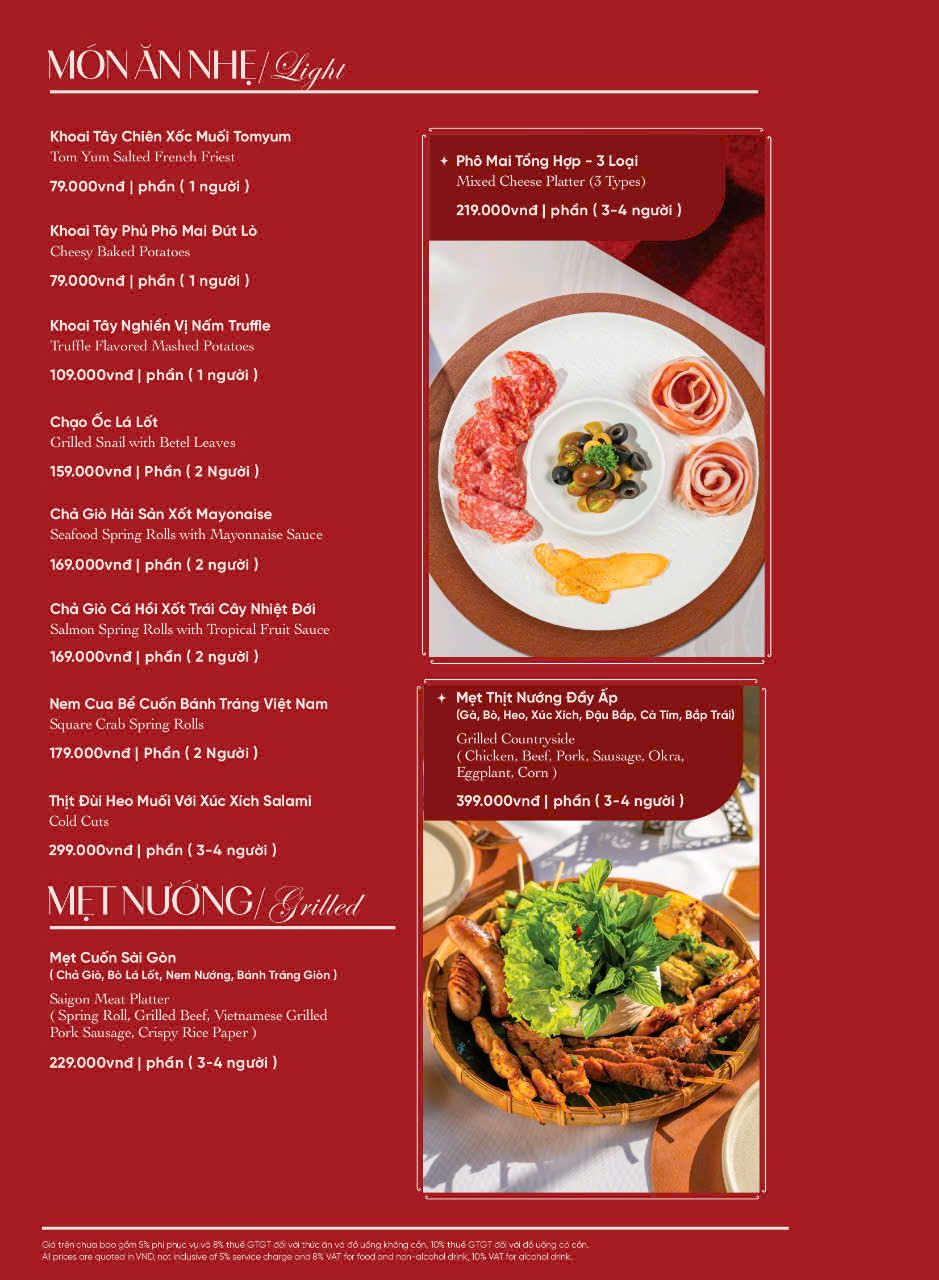 MÓN ĂN NHẸ/Light
Khoai Tây Chiên Xốc Muối Tomyum
Tom Yum Salted French Friest
79.000vnđ | phần ( 1 người )
Khoai Tây Phủ Phô Mai Đút Lò
Cheesy Baked Potatoes
79.000vnđ | phần ( 1 người )
Khoai Tây Nghiền Vị Nấm Truffle
Truffle Flavored Mashed Potatoes
109.000vnđ | phần ( 1 người )
Chạo Ốc Lá Lốt
Grilled Snail with Betel Leaves
159.000vnđ | Phần ( 2 Người )
Chả Giò Hải Sản Xốt Mayonaise
Seafood Spring Rolls with Mayonnaise Sauce
169.000vnđ | phần ( 2 người )
Chả Giò Cá Hồi Xốt Trái Cây Nhiệt Đới
Salmon Spring Rolls with Tropical Fruit Sauce
169.000vnđ | phần ( 2 người )
Nem Cua Bể Cuốn Bánh Tráng Việt Nam
Square Crab Spring Rolls
179.000vnđ | Phần ( 2 Người )
Thịt Đùi Heo Muối Với Xúc Xích Salami
Cold Cuts
299.000vnđ | phần ( 3-4 người )
MẸT NƯỚNG/Grilled
Mẹt Cuốn Sài Gòn
( Chả Giò, Bò Lá Lốt, Nem Nướng, Bánh Tráng Giòn )
Saigon Meat Platter
( Spring Roll, Grilled Beef, Vietnamese Grilled
Pork Sausage, Crispy Rice Paper )
229.000vnđ | phần ( 3-4 người )
Phô Mai Tổng Hợp - 3 Loại
Mixed Cheese Platter (3 Types)
219.000vnđ | phần ( 3-4 người )
Mẹt Thịt Nướng Đầy Ắp
(Gà, Bò, Heo, Xúc Xích, Đậu Bắp, Cà Tím, Bắp Trái)
Grilled Countryside
( Chicken, Beef, Pork, Sausage, Okra,
Eggplant, Corn )
399.000vnđ | phần ( 3-4 người )
Giá trên chưa bao gồm 5% phí phục vụ và 8% thuế GTGT đối với thức ăn và đồ uống không cồn, 10% thuế GTGT đối với đồ uống có cồn.
All prices are quoted in VND, not inclusive of 5% service charge and 8% VAT for food and non-alcohol drink, 10% VAT for alcohol drink.